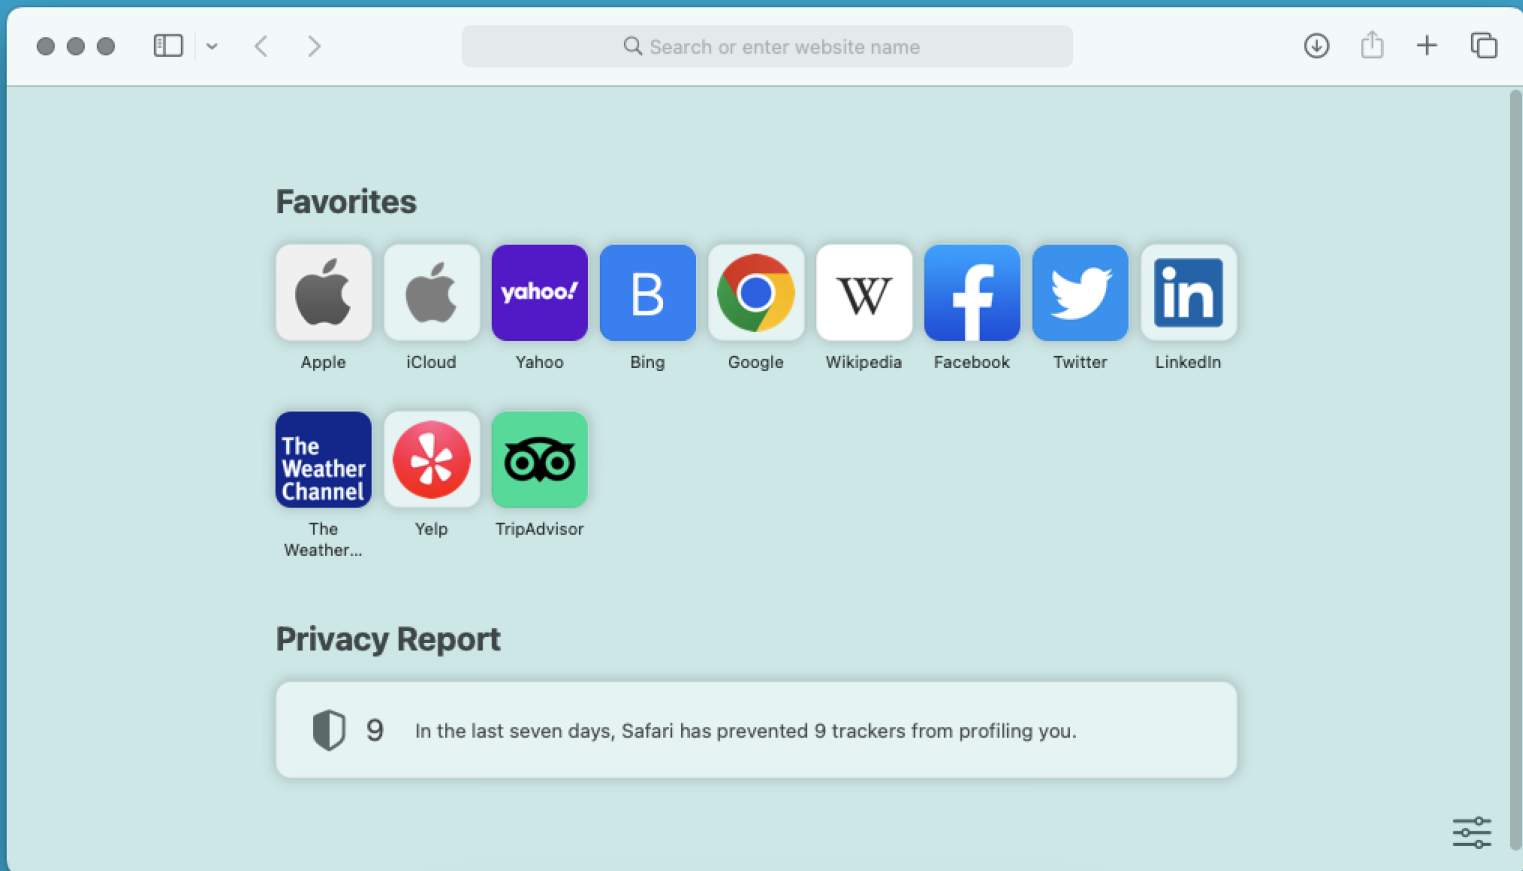 Search or enter website name
Favorites
yahoo!
B
W
f
in
Apple
iCloud
Yahoo
Bing
Google
Wikipedia
Facebook
Twitter
LinkedIn
The
Weather
Channel
The
Weather...
Yelp
TripAdvisor
Privacy Report
9 In the last seven days, Safari has prevented 9 trackers from profiling you.